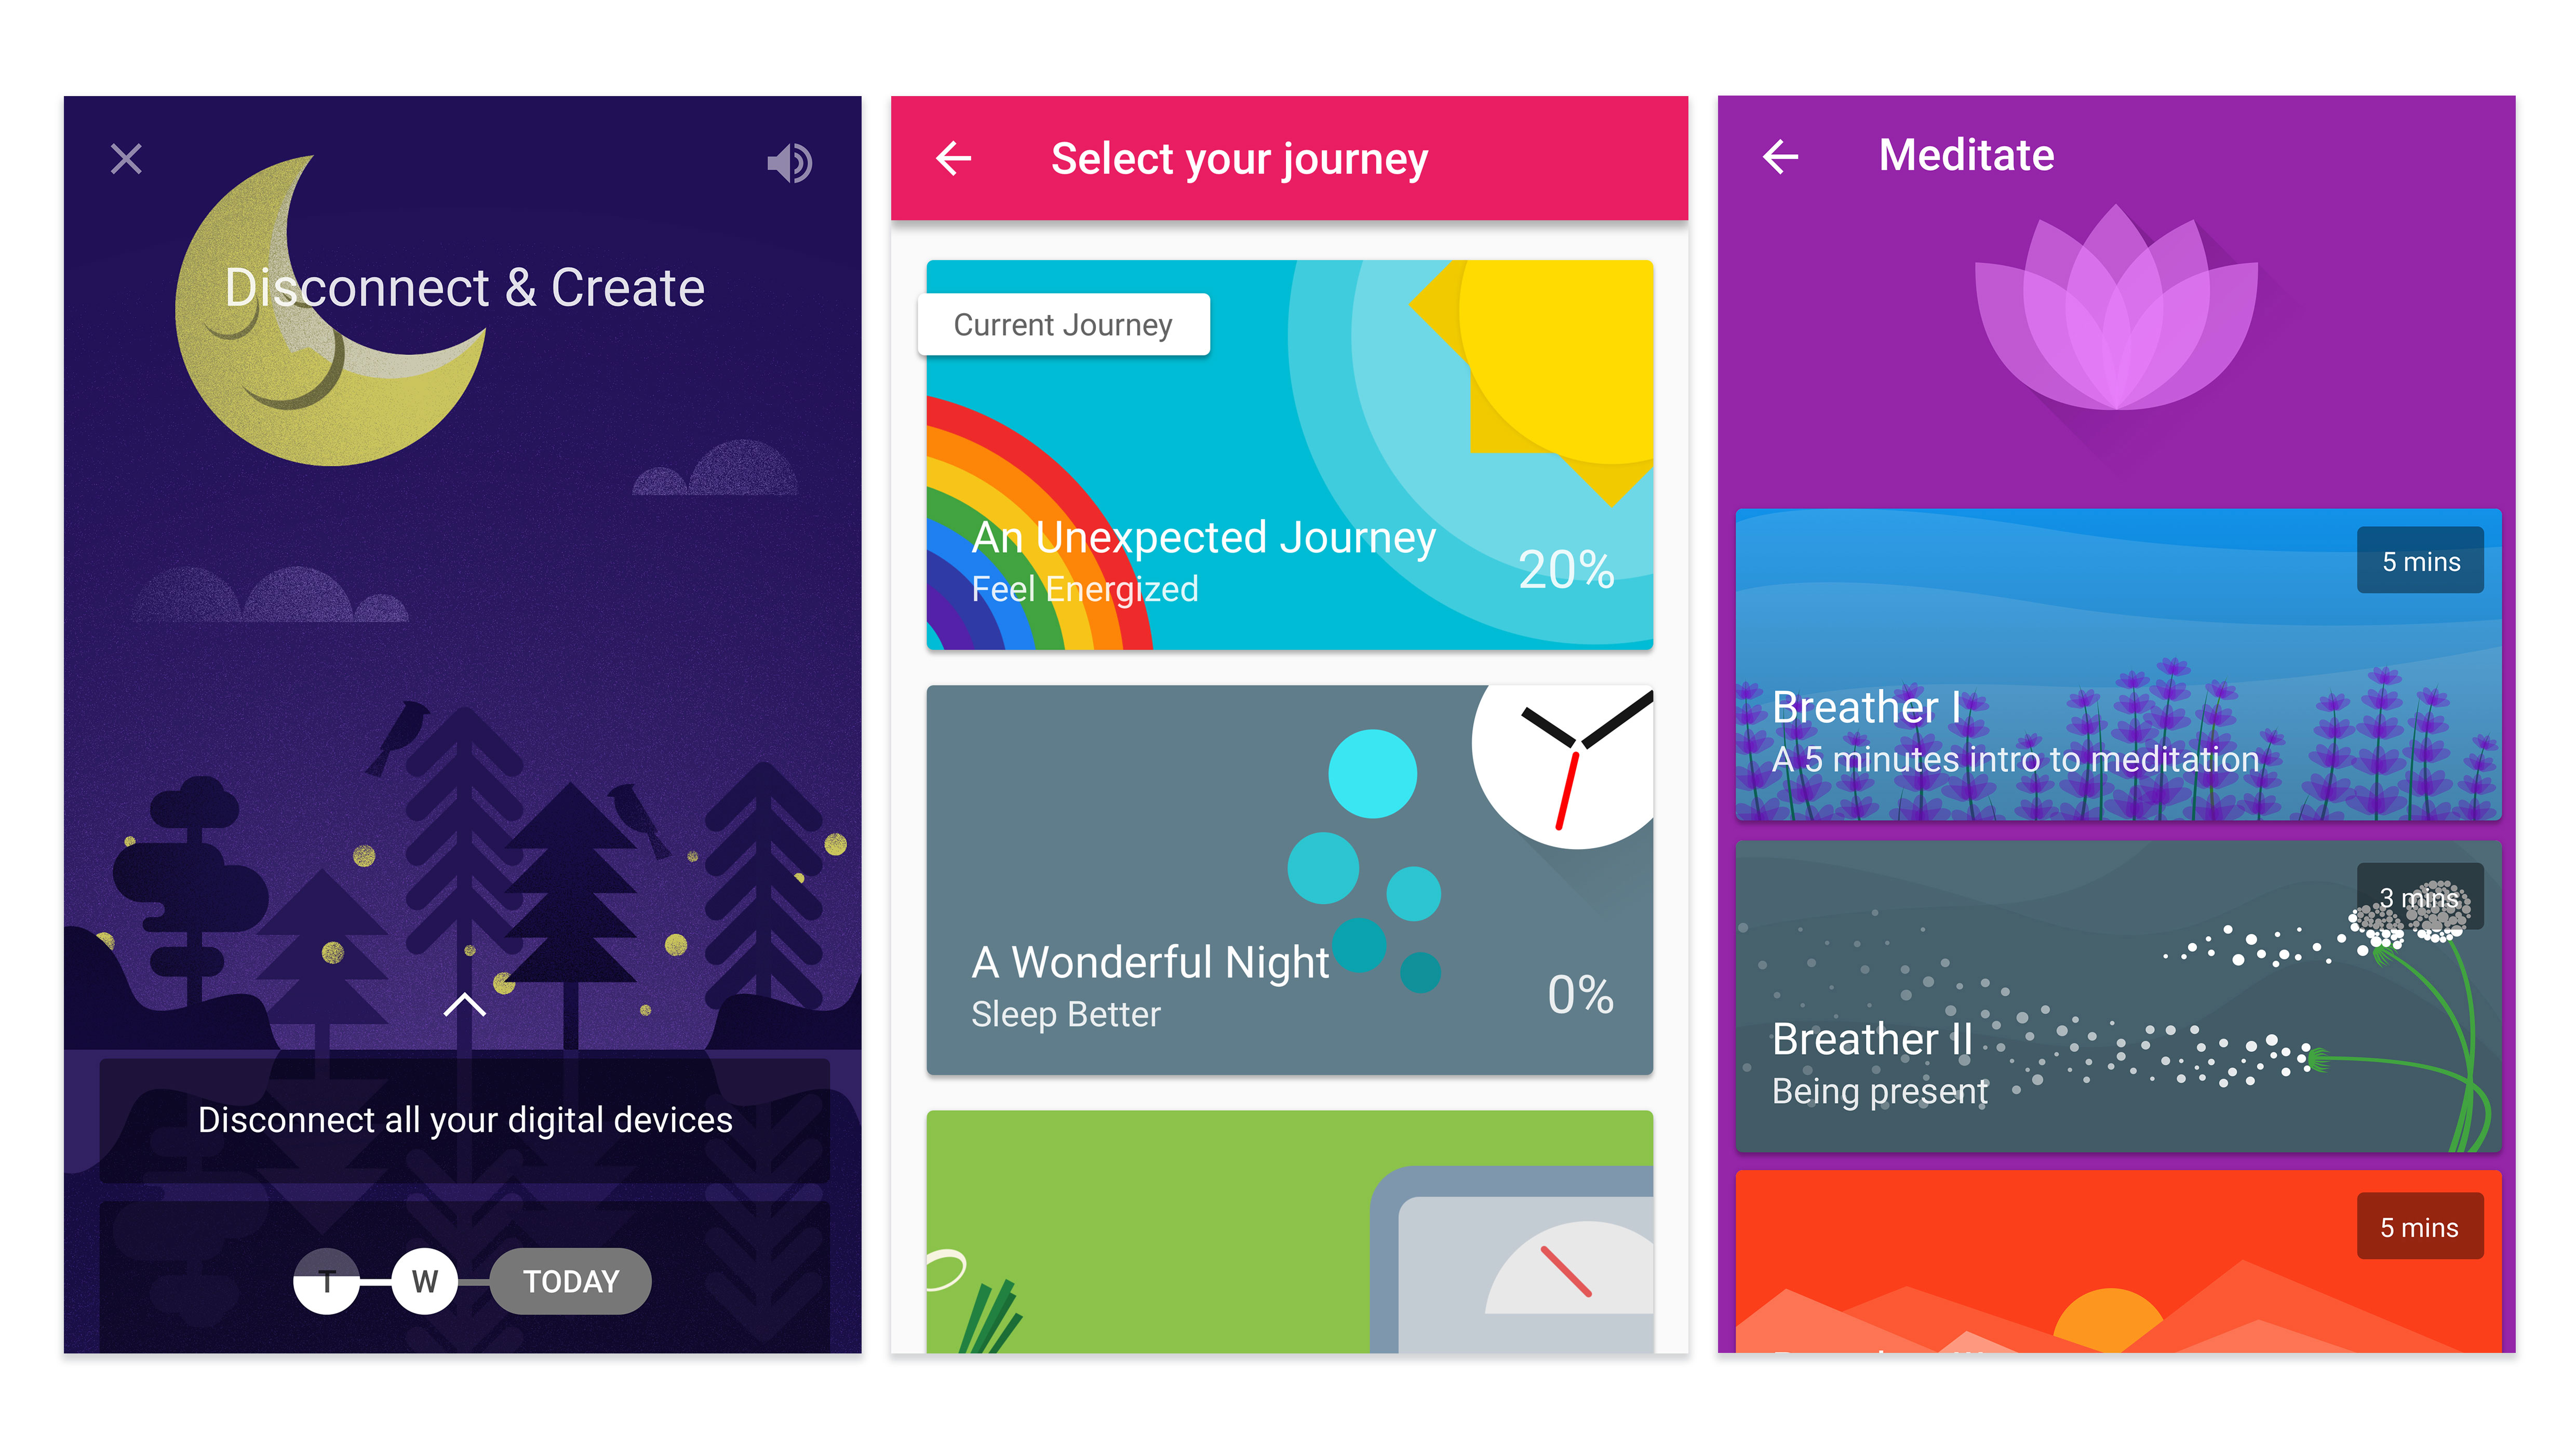 Disconnect & Create
Disconnect all your digital devices
T
W
TODAY
Select your journey
Current Journey
An Unexpected Journey
Feel Energized
20%
A Wonderful Night
Sleep Better
0%
Meditate
5 mins
Breather I
A 5 minutes intro to meditation
3 mins
Breather II
Being present
5 mins